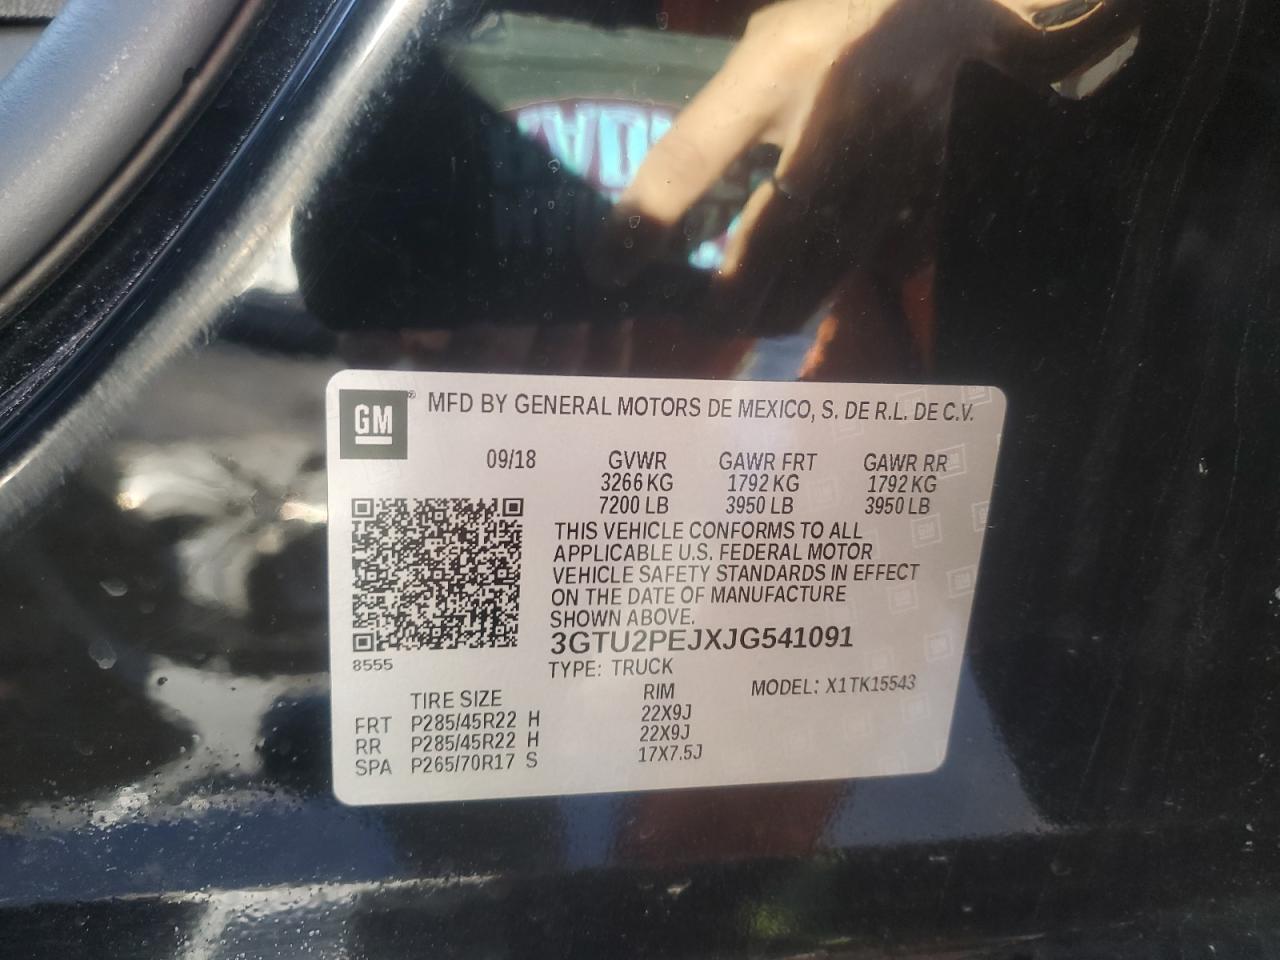 GM
MFD BY GENERAL MOTORS DE MEXICO, S. DE R.L. DE C.V.
09/18 GVWR GAWR FRT GAWR RR
3266 KG 1792 KG 1792 KG
7200 LB 3950 LB 3950 LB
THIS VEHICLE CONFORMS TO ALL
APPLICABLE U.S. FEDERAL MOTOR
VEHICLE SAFETY STANDARDS IN EFFECT
ON THE DATE OF MANUFACTURE
SHOWN ABOVE.
3GTU2PEJXJG541091
8555
TYPE: TRUCK
MODEL: X1TK15543
TIRE SIZE RIM
FRT P285/45R22 H 22X9J
RR P285/45R22 H 22X9J
SPA P265/70R17 S 17X7.5J